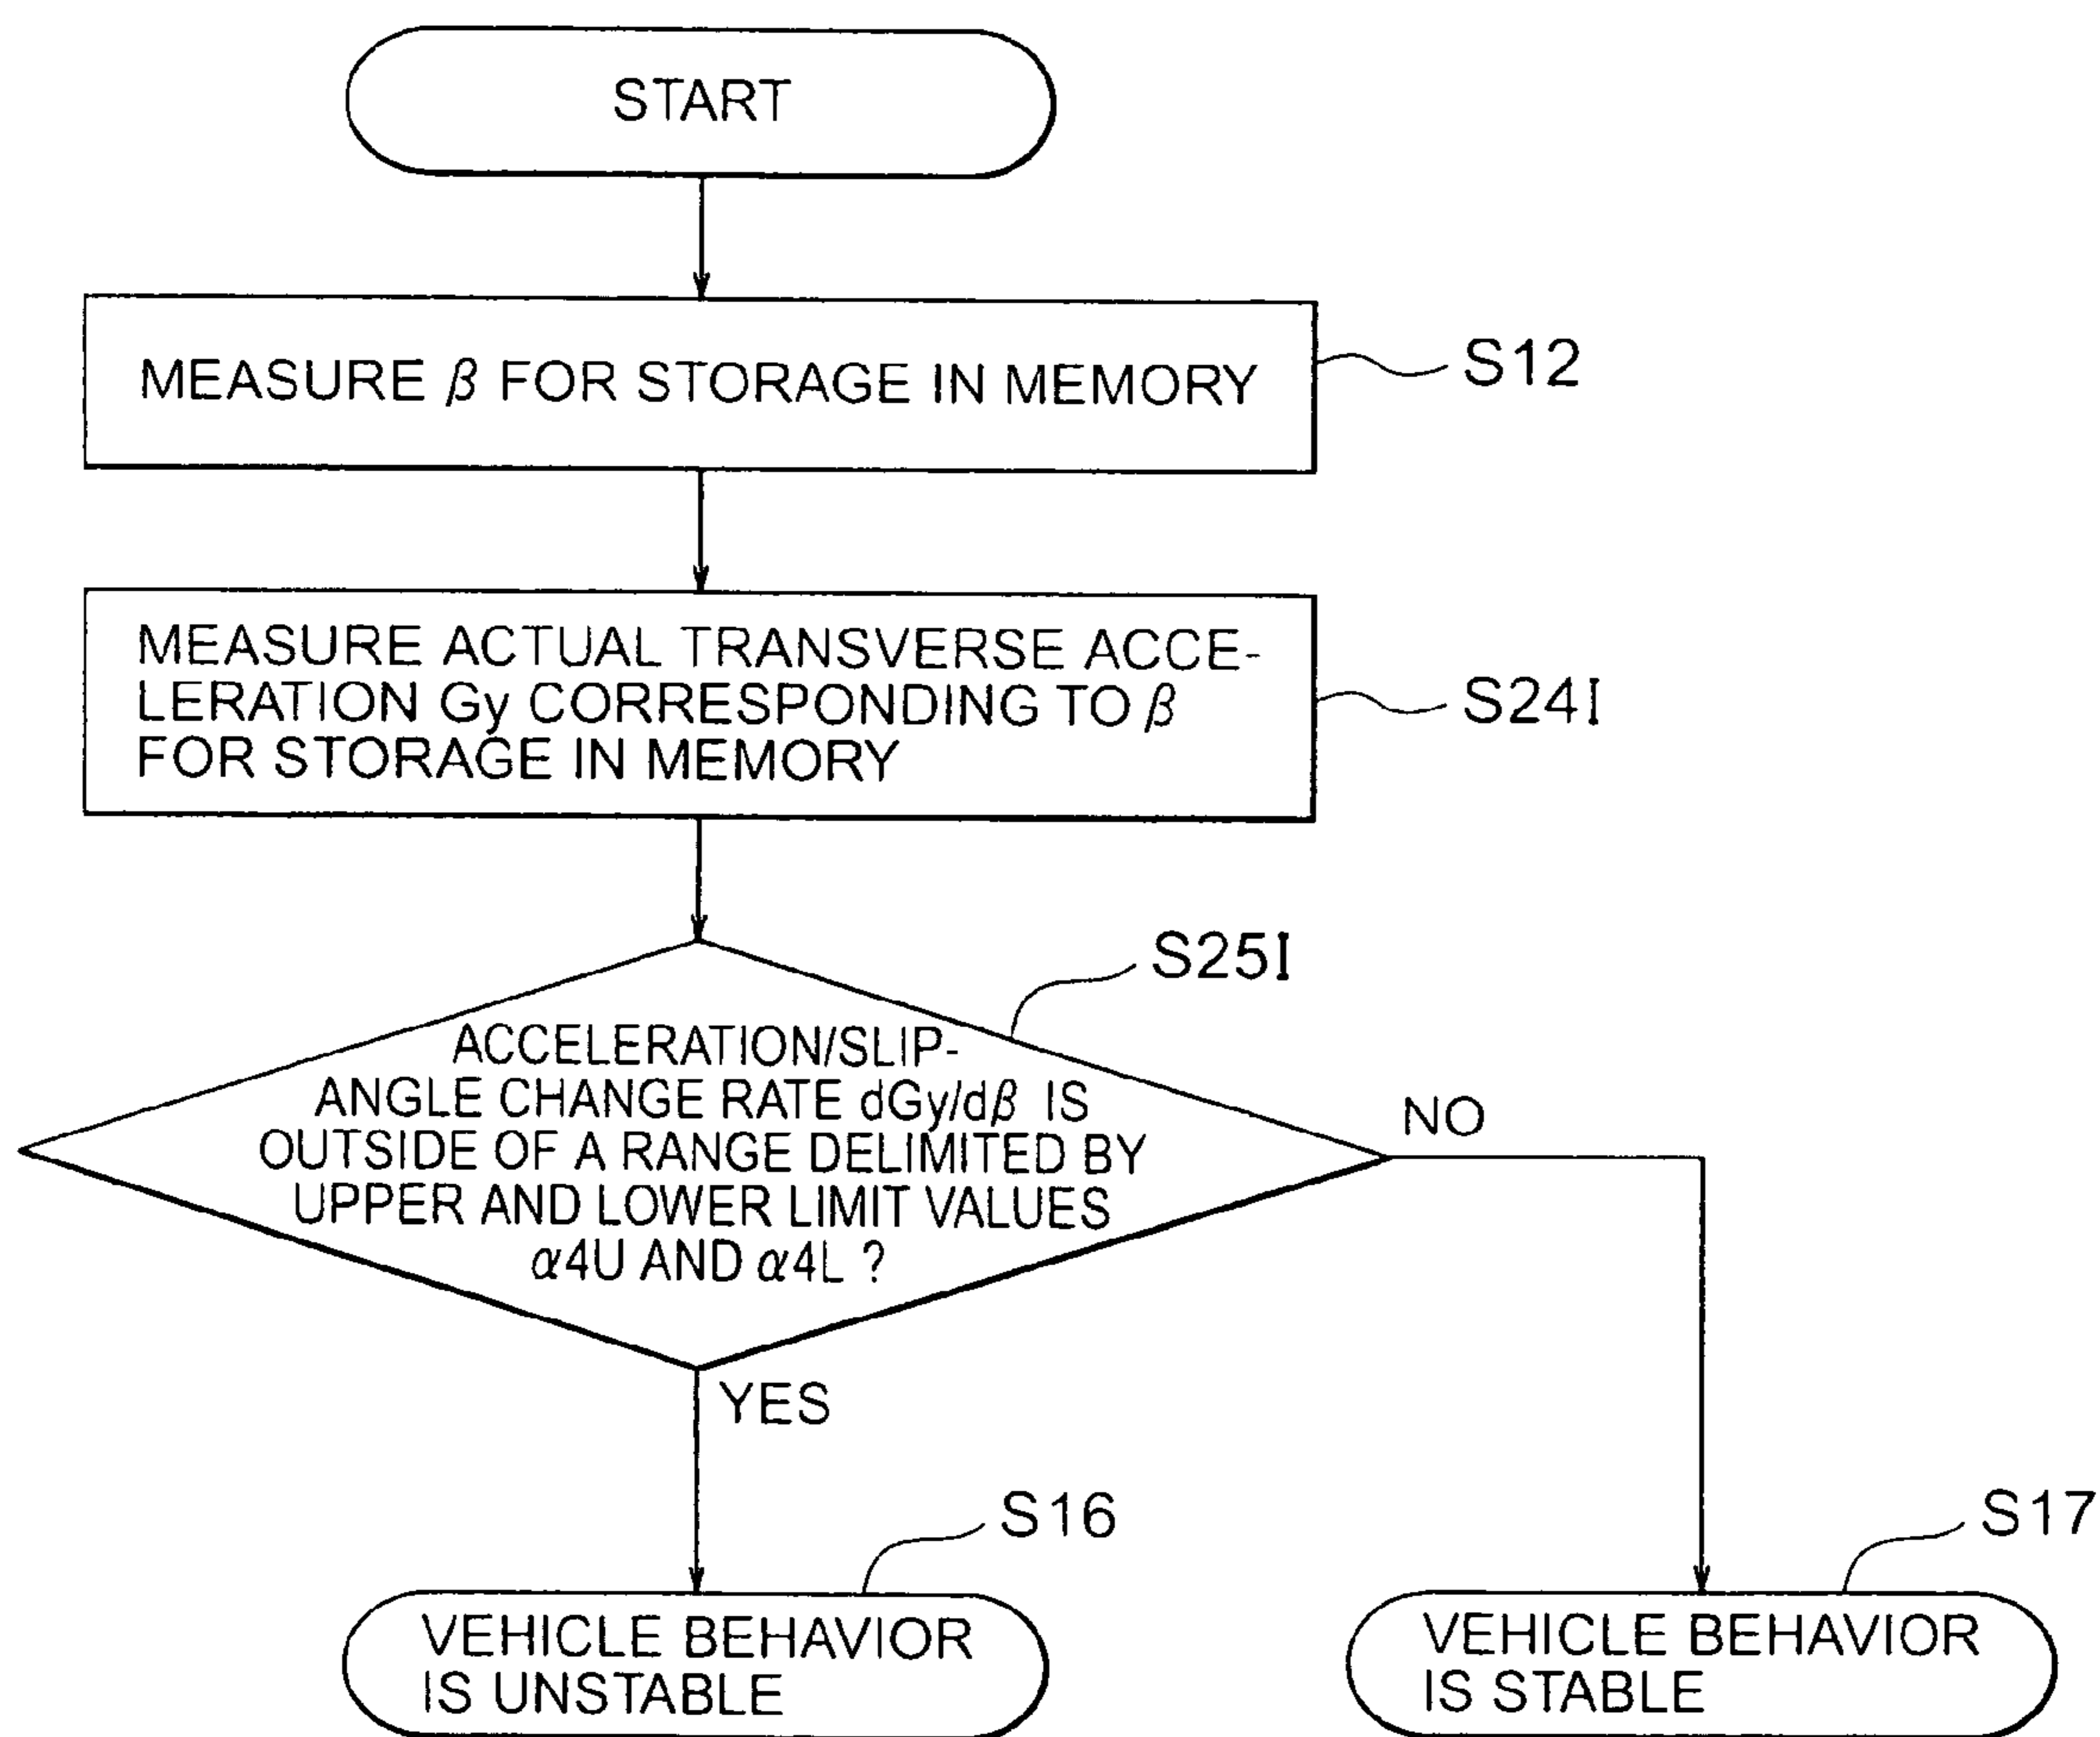 START
MEASURE β FOR STORAGE IN MEMORY
S12
MEASURE ACTUAL TRANSVERSE ACCE-
LERATION Gy CORRESPONDING TO β
FOR STORAGE IN MEMORY
S24I
S25I
ACCELERATION/SLIP-
ANGLE CHANGE RATE dGy/dβ IS
OUTSIDE OF A RANGE DELIMITED BY
UPPER AND LOWER LIMIT VALUES
α4U AND α4L ?
NO
YES
S16
VEHICLE BEHAVIOR
IS UNSTABLE
S17
VEHICLE BEHAVIOR
IS STABLE